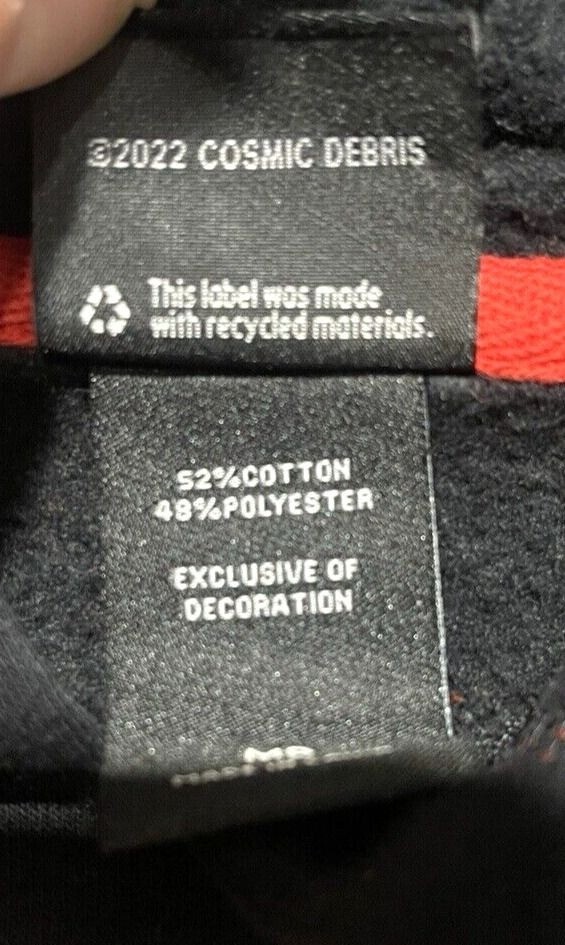 ©2022 COSMIC DEBRIS
This label was made
with recycled materials.
52%COTTON
48%POLYESTER
EXCLUSIVE OF
DECORATION